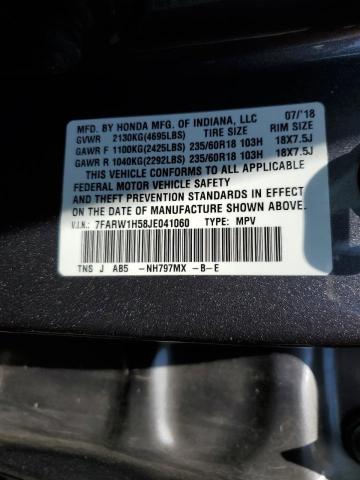 MFD. BY HONDA MFG. OF INDIANA, LLC 07/'18
GVWR 2130KG(4695LBS) TIRE SIZE RIM SIZE
GAWR F 1100KG(2425LBS) 235/60R18 103H 18X7.5J
GAWR R 1040KG(2292LBS) 235/60R18 103H 18X7.5J
THIS VEHICLE CONFORMS TO ALL APPLICABLE
FEDERAL MOTOR VEHICLE SAFETY
AND THEFT PREVENTION STANDARDS IN EFFECT
ON THE DATE OF MANUFACTURE SHOWN ABOVE.
V.I.N.: 7FARW1H58JE041060 TYPE: MPV
TNS J AB5 -NH797MX -B-E